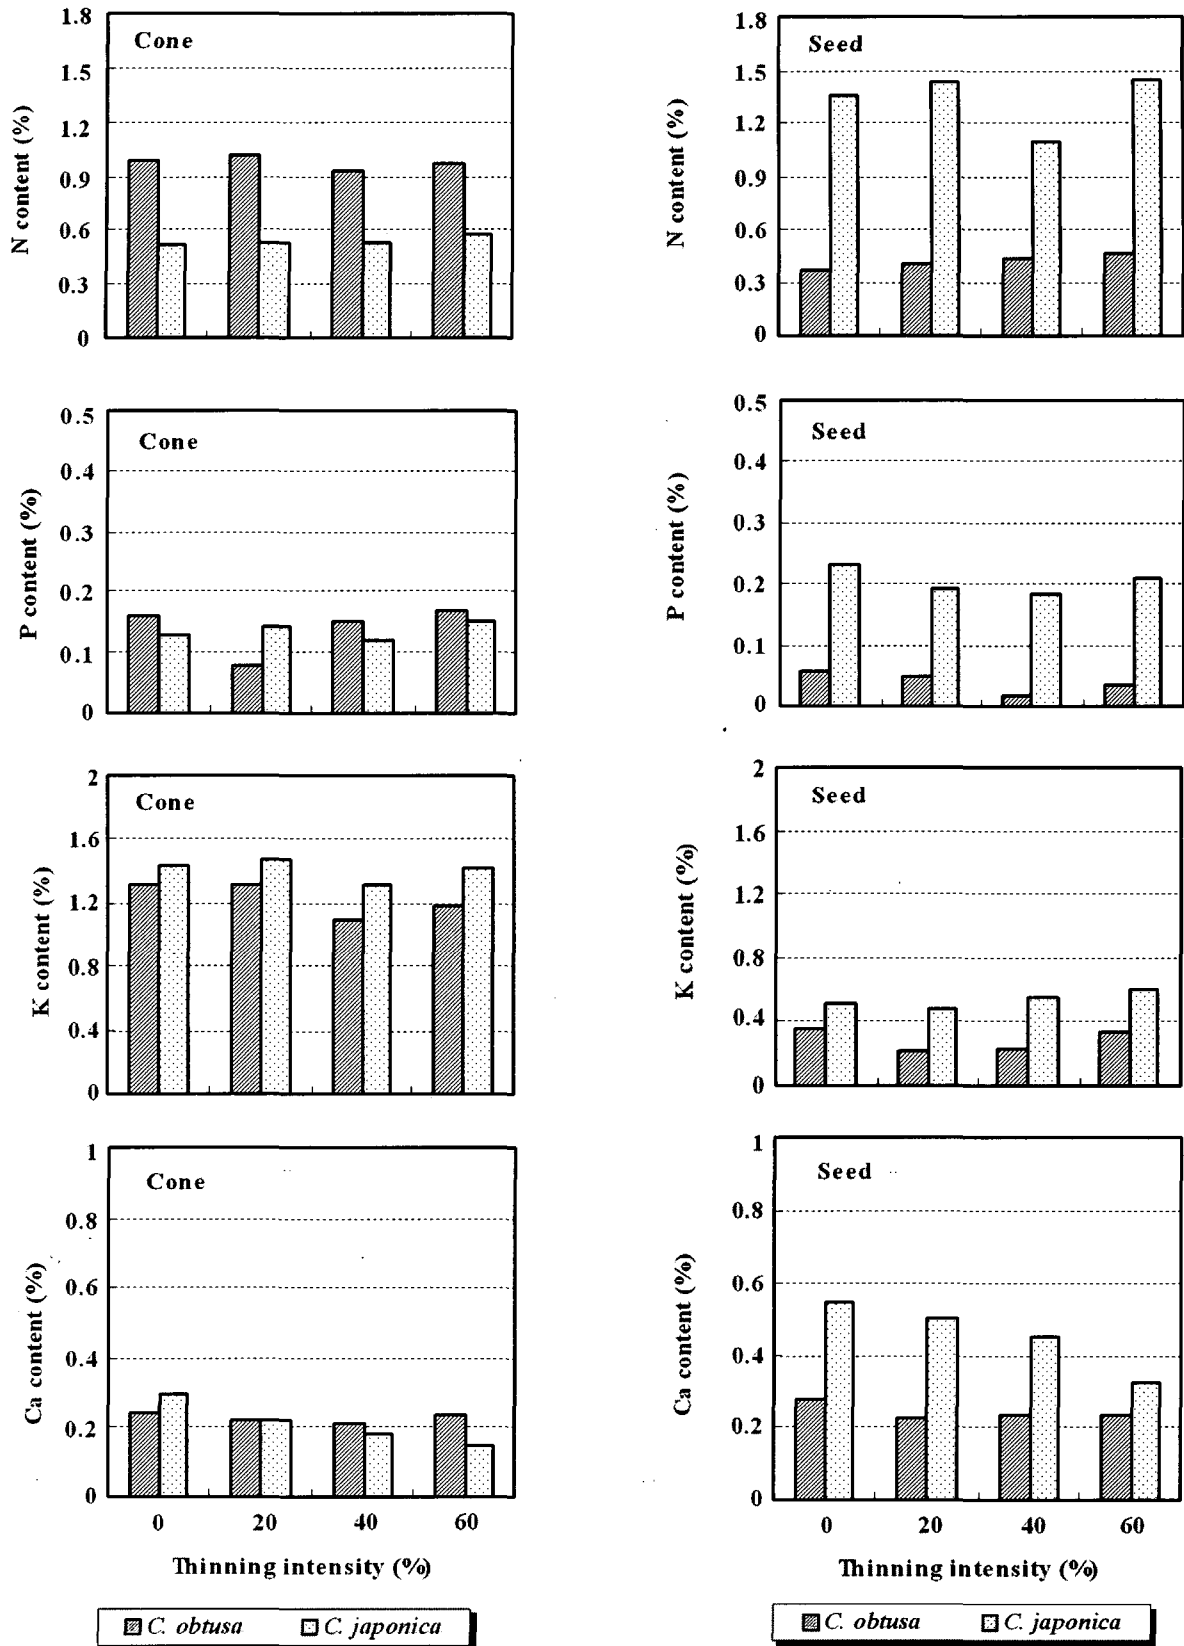 Cone
N content (%)
1.8
1.5
1.2
0.9
0.6
0.3
0
Seed
N content (%)
1.8
1.5
1.2
0.9
0.6
0.3
0
Cone
P content (%)
0.5
0.4
0.3
0.2
0.1
0
Seed
P content (%)
0.5
0.4
0.3
0.2
0.1
0
Cone
K content (%)
2
1.6
1.2
0.8
0.4
0
Seed
K content (%)
2
1.6
1.2
0.8
0.4
0
Cone
Ca content (%)
1
0.8
0.6
0.4
0.2
0
0 20 40 60
Thinning intensity (%)
C. obtusa C. japonica
Seed
Ca content (%)
1
0.8
0.6
0.4
0.2
0
0 20 40 60
Thinning intensity (%)
C. obtusa C. japonica